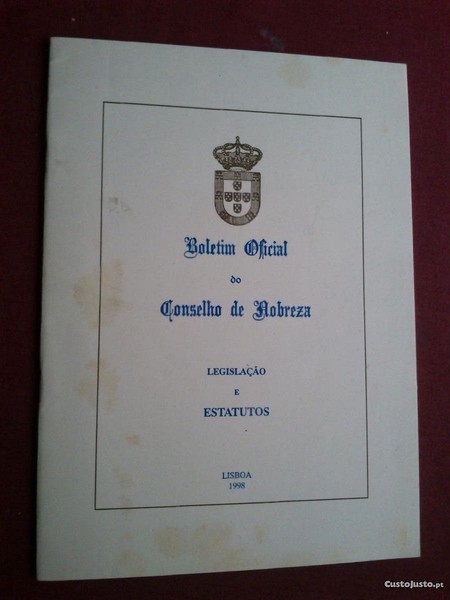 Boletim Oficial
do
Conselho de Nobreza
LEGISLAÇÃO
E
ESTATUTOS
LISBOA
1998
CustoJusto.pt